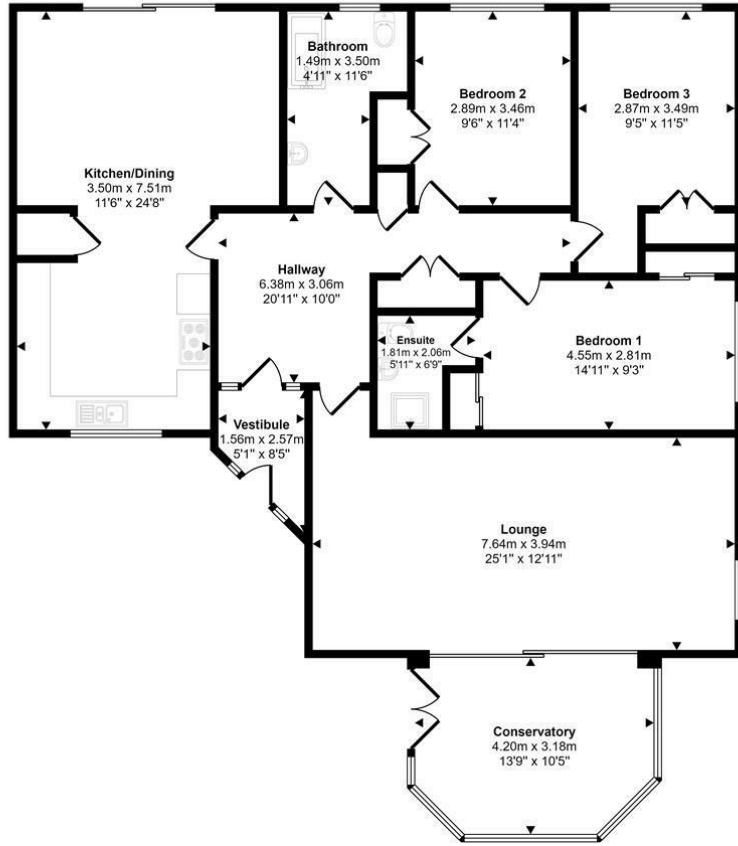 Bathroom
1.49m x 3.50m
4'11" x 11'6"
Bedroom 2
2.89m x 3.46m
9'6" x 11'4"
Bedroom 3
2.87m x 3.49m
9'5" x 11'5"
Kitchen/Dining
3.50m x 7.51m
11'6" x 24'8"
Hallway
6.38m x 3.06m
20'11" x 10'0"
Ensuite
1.81m x 2.06m
5'11" x 6'9"
Bedroom 1
4.55m x 2.81m
14'11" x 9'3"
Vestibule
1.56m x 2.57m
5'1" x 8'5"
Lounge
7.64m x 3.94m
25'1" x 12'11"
Conservatory
4.20m x 3.18m
13'9" x 10'5"